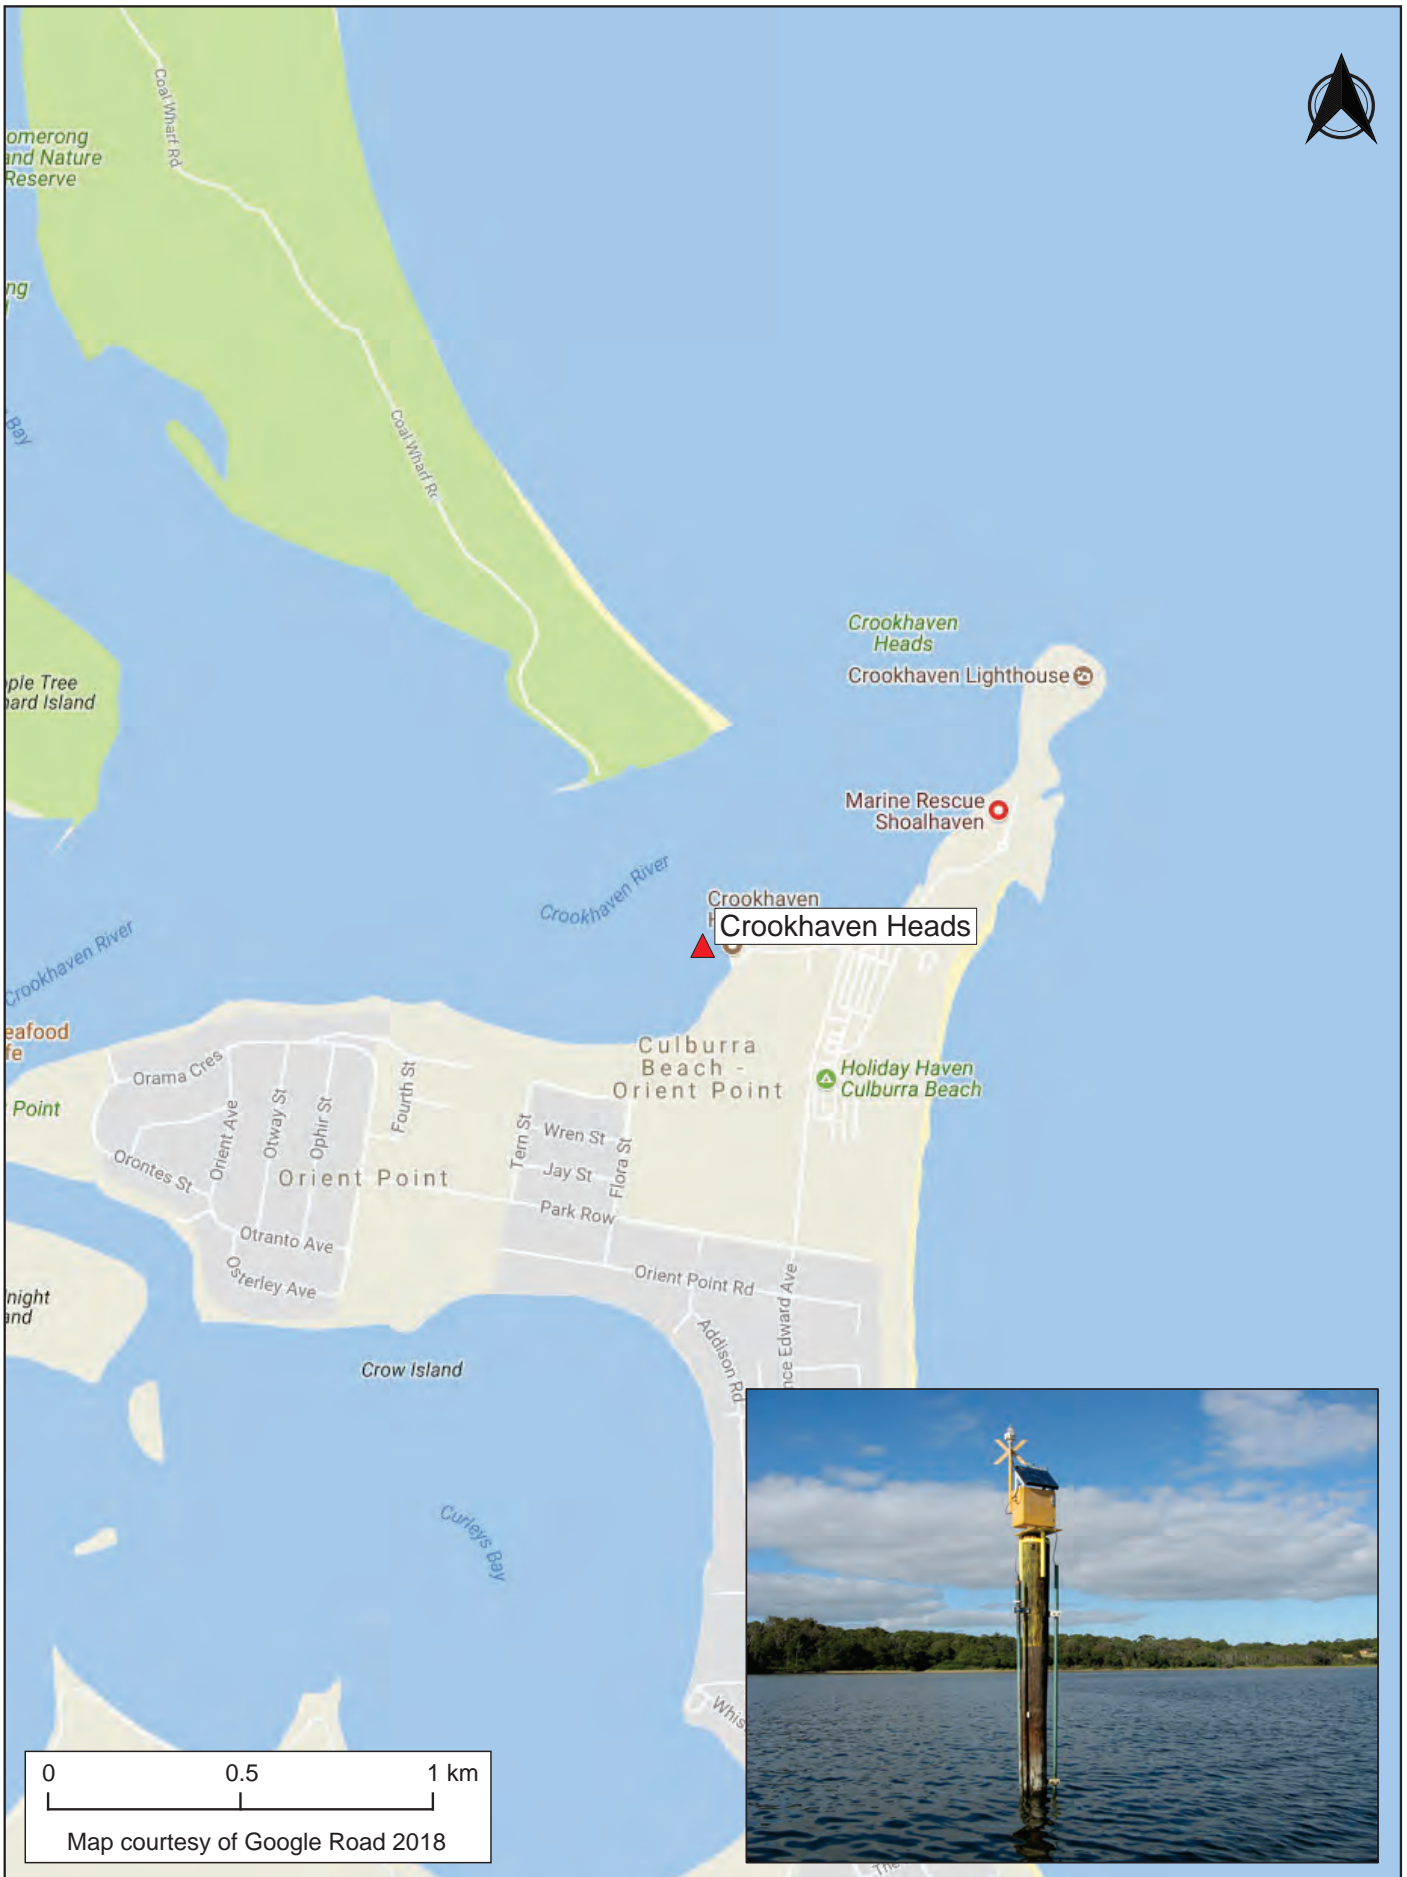 Coal Wharf Rd
omerong
and Nature
Reserve
ng
Bay
Coal Wharf Rd
Crookhaven
Heads
Crookhaven Lighthouse
ple Tree
hard Island
Marine Rescue
Shoalhaven
Crookhaven River
Crookhaven
Crookhaven Heads
Crookhaven River
eafood
fe
Culburra
Beach -
Orient Point
Holiday Haven
Culburra Beach
Orama Cres
Fourth St
Point
Orient Ave
Otway St
Ophir St
Tern St
Wren St
Flora St
Orontes St
Jay St
Orient Point
Park Row
Otranto Ave
Osterley Ave
Orient Point Rd
nce Edward Ave
night
and
Addison Rd
Crow Island
Curleys Bay
Whis
0 0.5 1 km
Map courtesy of Google Road 2018
The